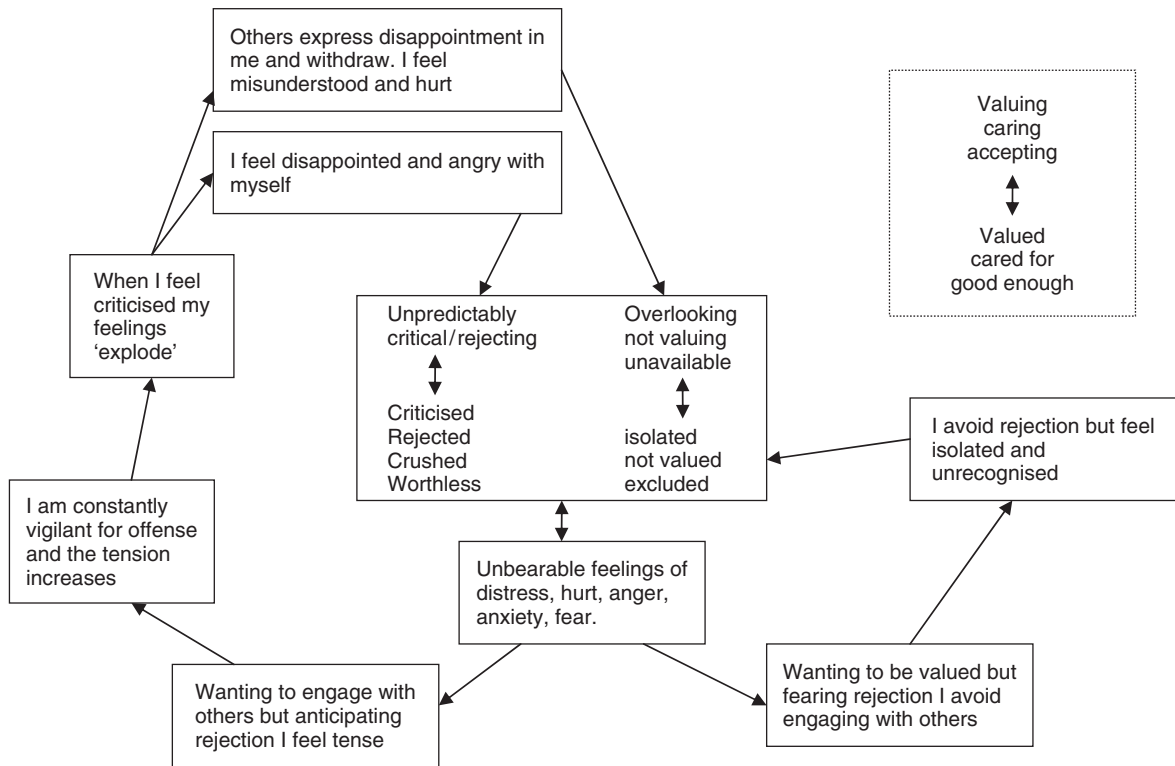 Others express disappointment in
me and withdraw. I feel
misunderstood and hurt
I feel disappointed and angry with
myself
Valuing
caring
accepting
Valued
cared for
good enough
When I feel
criticised my
feelings
‘explode’
Unpredictably
critical/rejecting
Criticised
Rejected
Crushed
Worthless
Overlooking
not valuing
unavailable
isolated
not valued
excluded
I avoid rejection but feel
isolated and
unrecognised
I am constantly
vigilant for offense
and the tension
increases
Unbearable feelings of
distress, hurt, anger,
anxiety, fear.
Wanting to engage with
others but anticipating
rejection I feel tense
Wanting to be valued but
fearing rejection I avoid
engaging with others